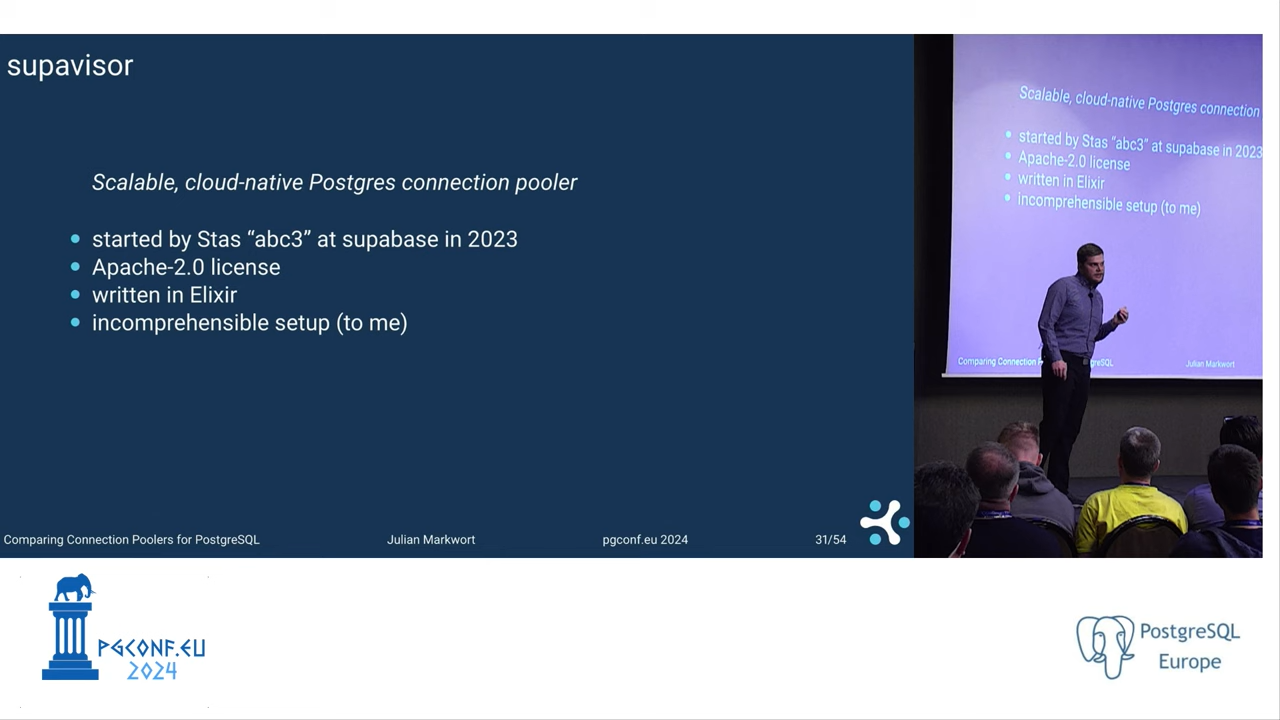 supavisor
Scalable, cloud-native Postgres connection pooler
started by Stas “abc3” at supabase in 2023
Apache-2.0 license
written in Elixir
incomprehensible setup (to me)
Comparing Connection Poolers for PostgreSQL
Julian Markwort
pgconf.eu 2024
31/54
Scalable, cloud-native Postgres connection
started by Stas “abc3” at supabase in 2023
Apache-2.0 license
written in Elixir
incomprehensible setup (to me)
Comparing Connection
Julian Markwort
PGCONF.EU
2024
PostgreSQL
Europe